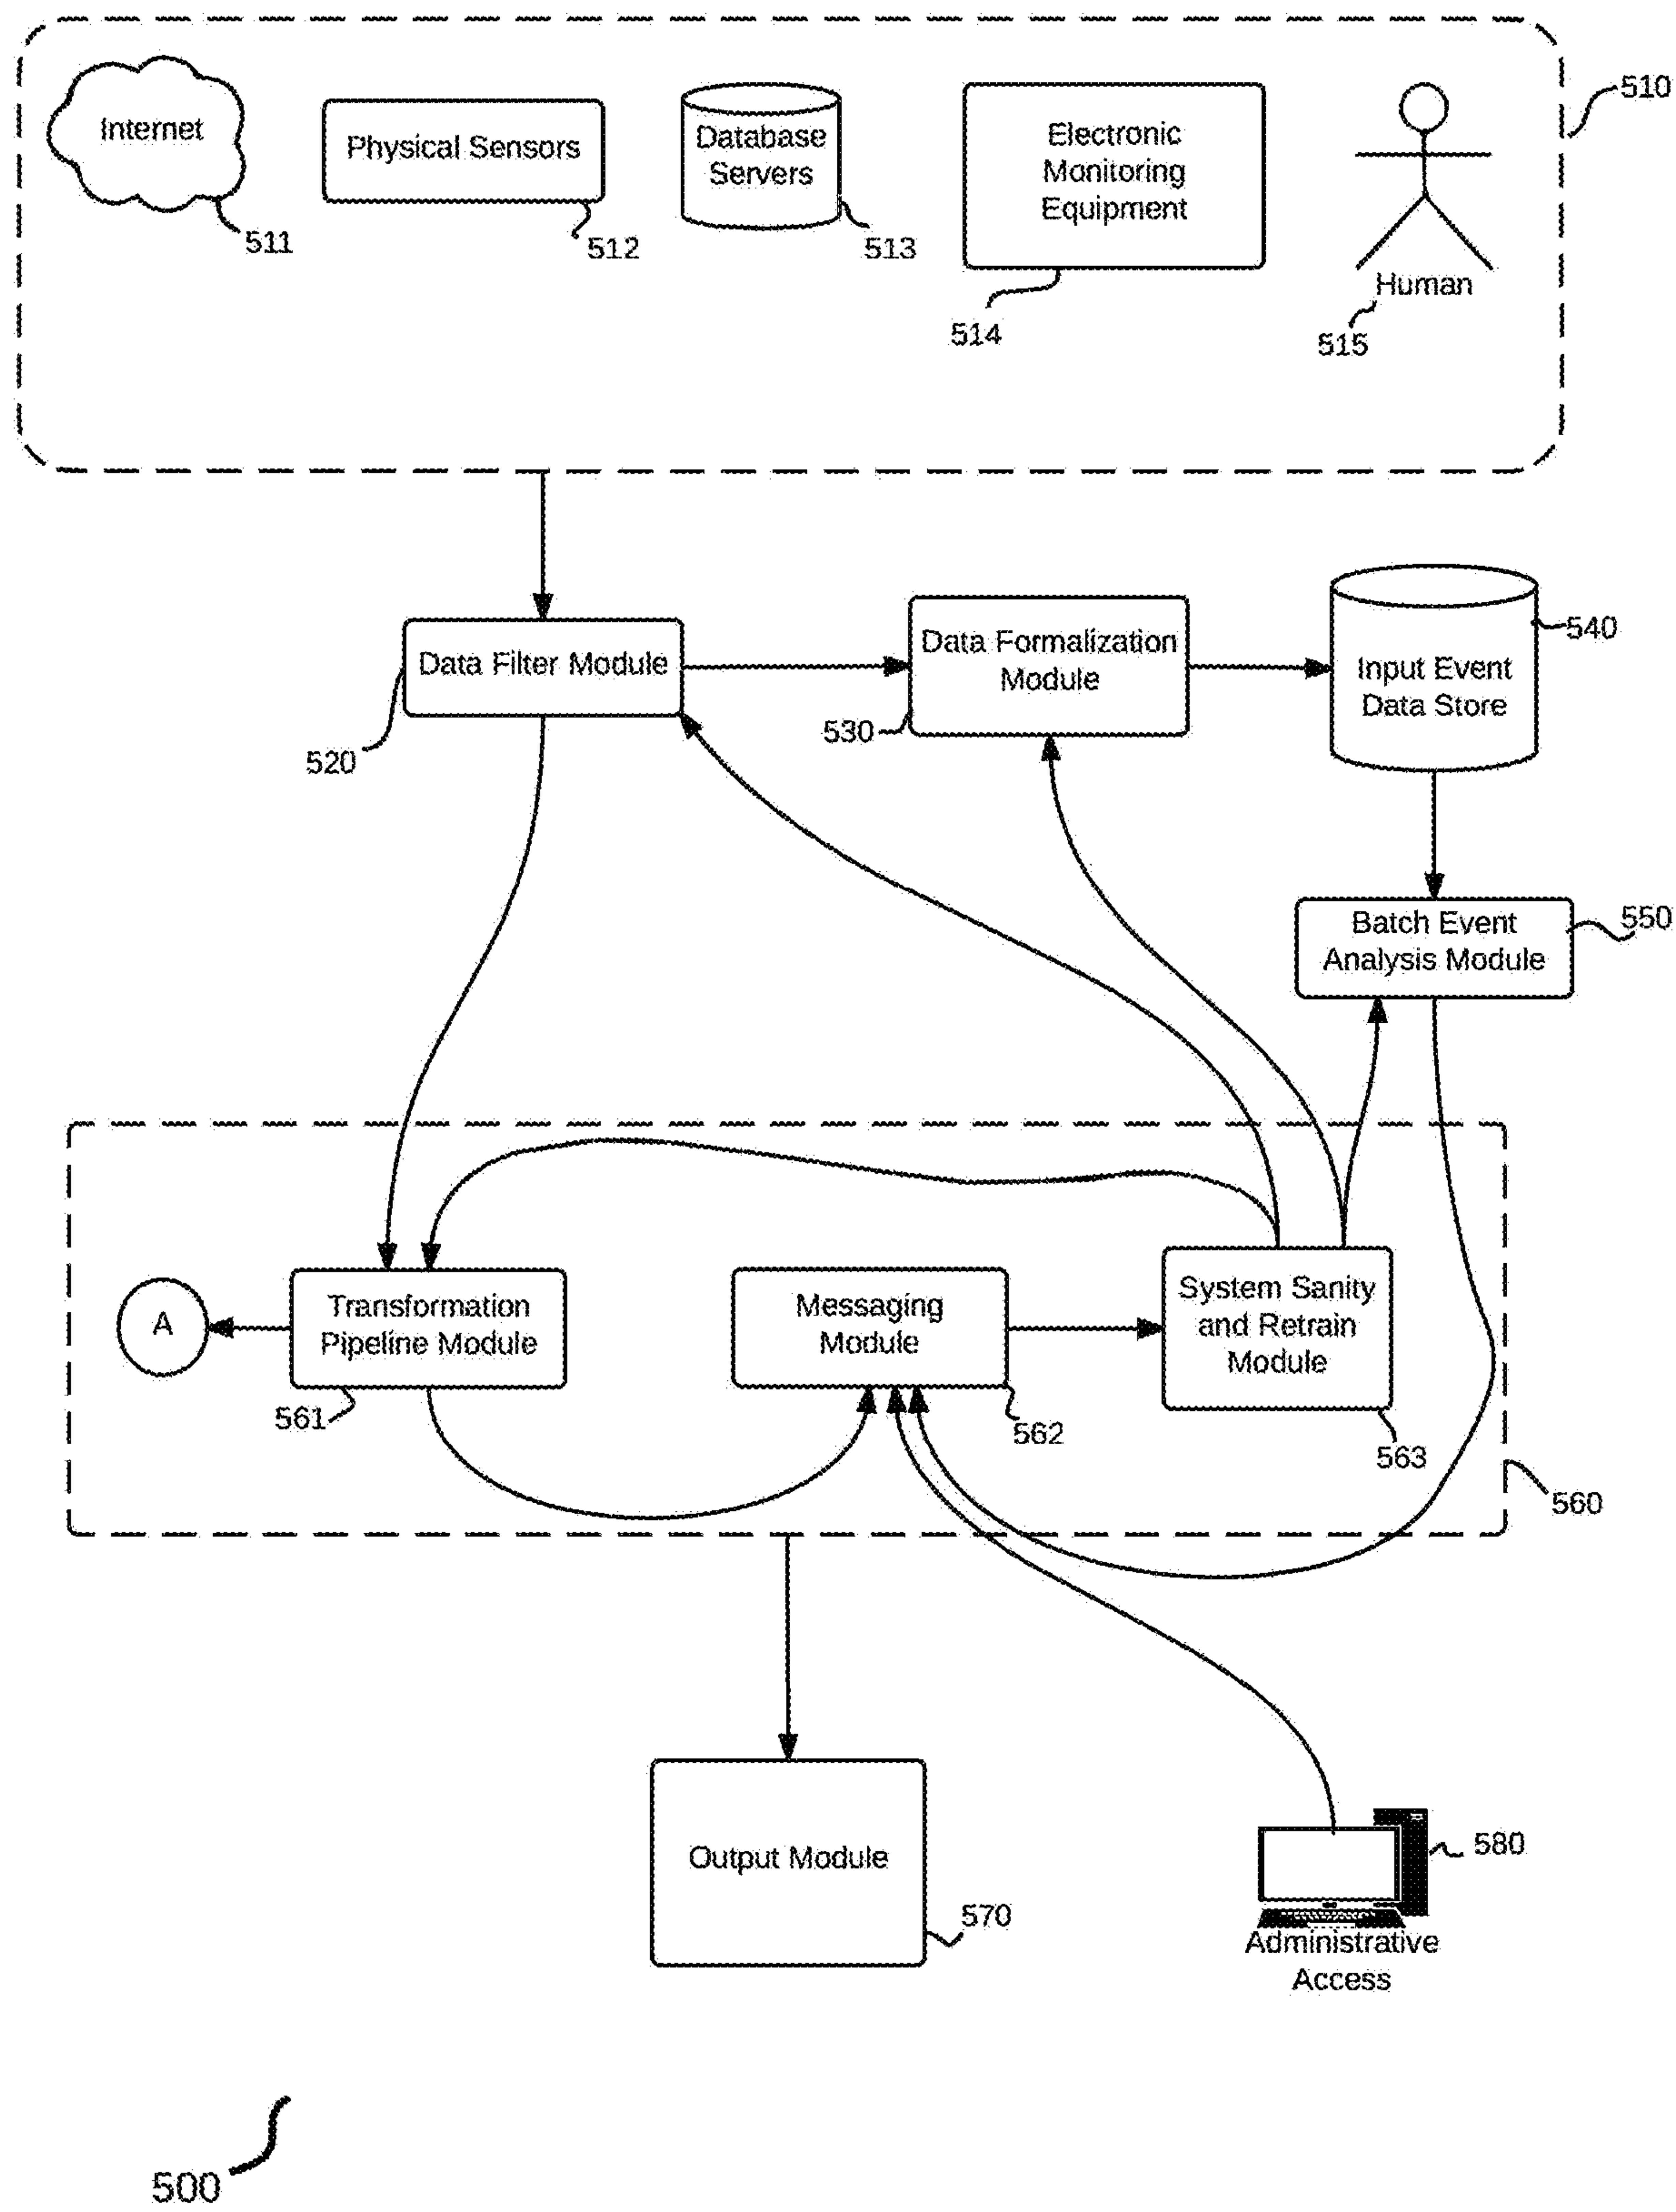 510
Internet
Physical Sensors
Database
Servers
Electronic
Monitoring
Equipment
Human
511
512
513
514
515
Data Filter Module
520
Data Formalization
Module
530
Input Event
Data Store
540
Batch Event
Analysis Module
550
A
Transformation
Pipeline Module
561
Messaging
Module
562
System Sanity
and Retrain
Module
563
560
Output Module
570
580
Administrative
Access
500